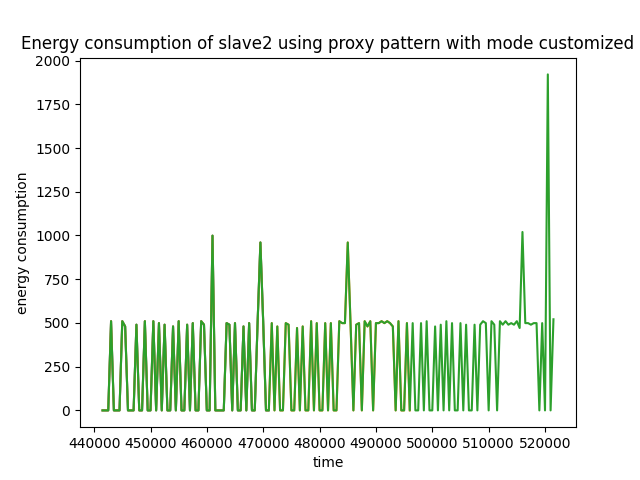 Energy consumption of slave2 using proxy pattern with mode customized
2000
1750
1500
1250
1000
750
500
250
0
energy consumption
440000 450000 460000 470000 480000 490000 500000 510000 520000
time